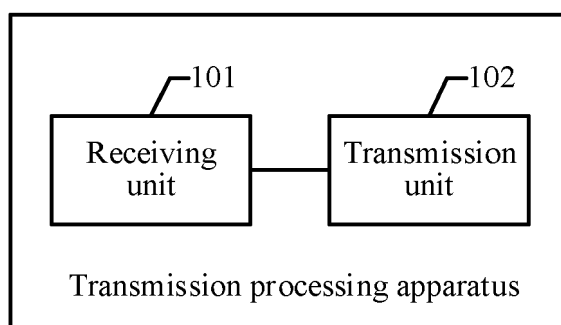 101
102
Receiving
unit
Transmission
unit
Transmission processing apparatus